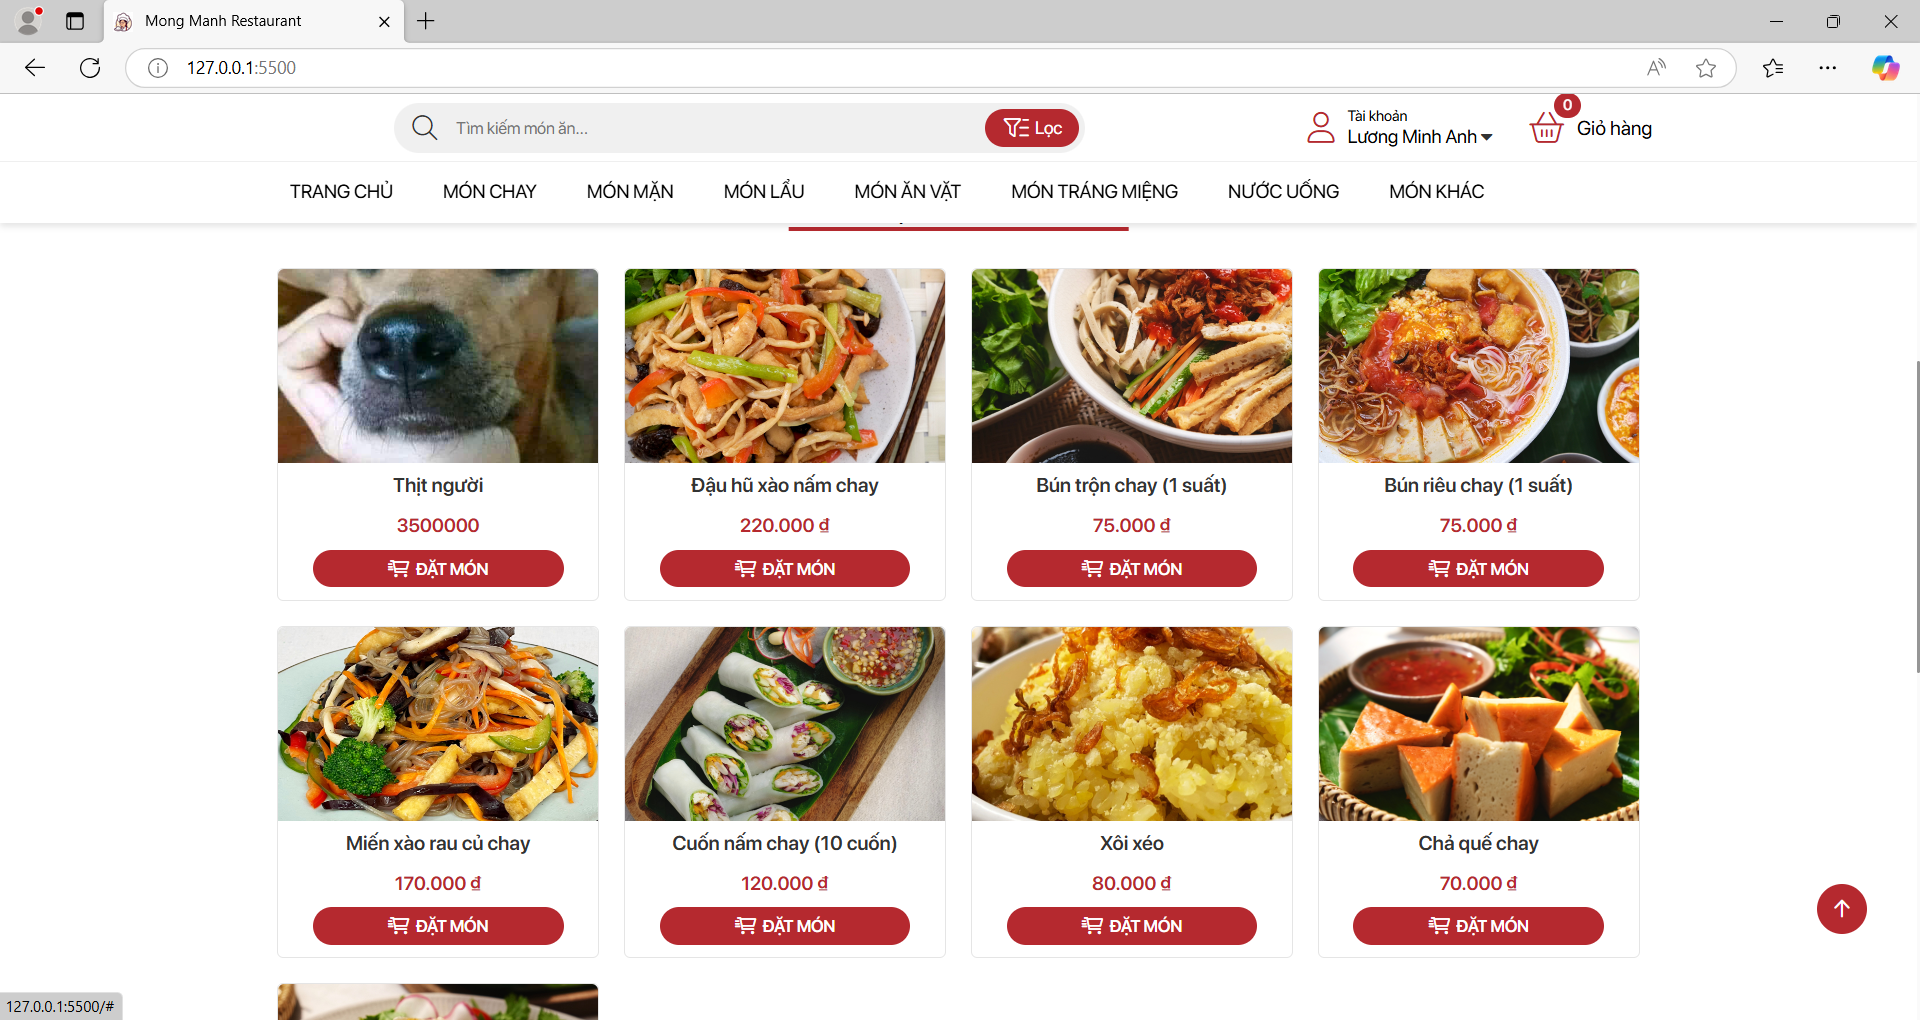 Mong Manh Restaurant
127.0.0.1:5500
Tìm kiếm món ăn...
Lọc
Tài khoản
Lương Minh Anh
0
Giỏ hàng
TRANG CHỦ MÓN CHAY MÓN MẶN MÓN LẨU MÓN ĂN VẶT MÓN TRÁNG MIỆNG NƯỚC UỐNG MÓN KHÁC
Thịt người
3500000
ĐẶT MÓN
Đậu hũ xào nấm chay
220.000 ₫
ĐẶT MÓN
Bún trộn chay (1 suất)
75.000 ₫
ĐẶT MÓN
Bún riêu chay (1 suất)
75.000 ₫
ĐẶT MÓN
Miến xào rau củ chay
170.000 ₫
ĐẶT MÓN
Cuốn nấm chay (10 cuốn)
120.000 ₫
ĐẶT MÓN
Xôi xéo
80.000 ₫
ĐẶT MÓN
Chả quế chay
70.000 ₫
ĐẶT MÓN
127.0.0.1:5500/#